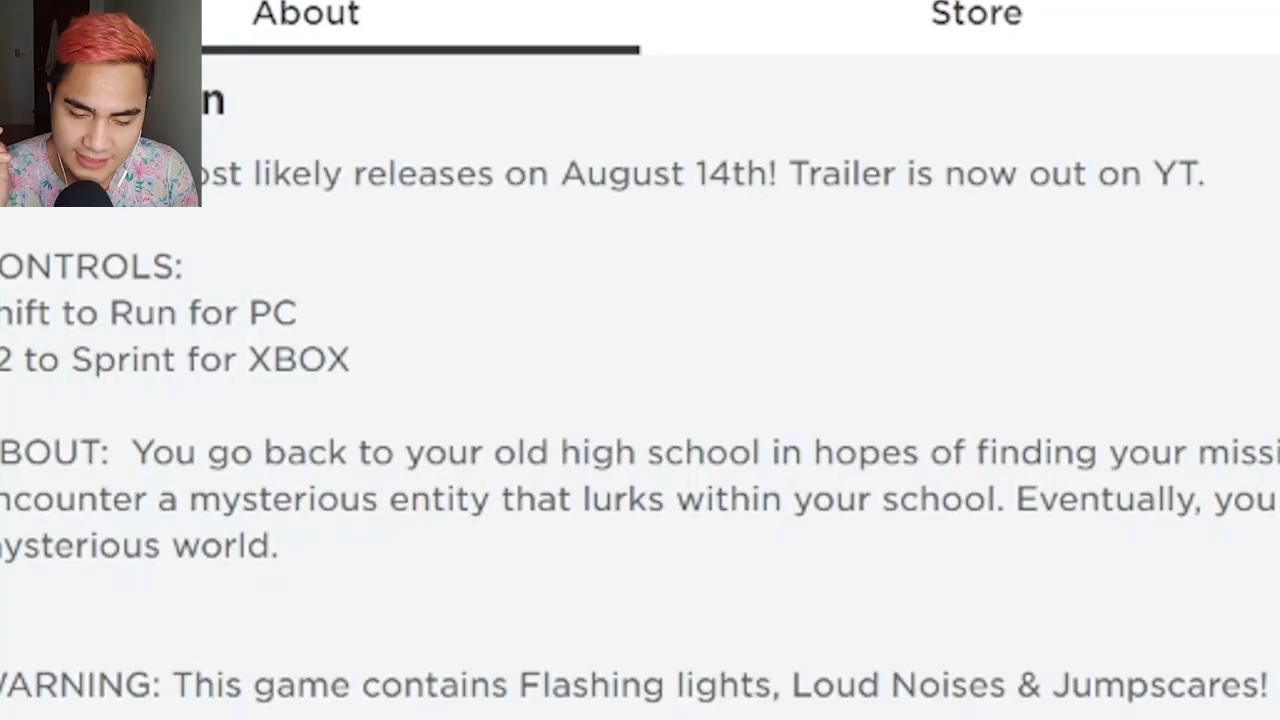 About
Store
n
ost likely releases on August 14th! Trailer is now out on YT.
ONTROLS:
hift to Run for PC
2 to Sprint for XBOX
BOUT: You go back to your old high school in hopes of finding your missi
ncounter a mysterious entity that lurks within your school. Eventually, you
ysterious world.
WARNING: This game contains Flashing lights, Loud Noises & Jumpscares!